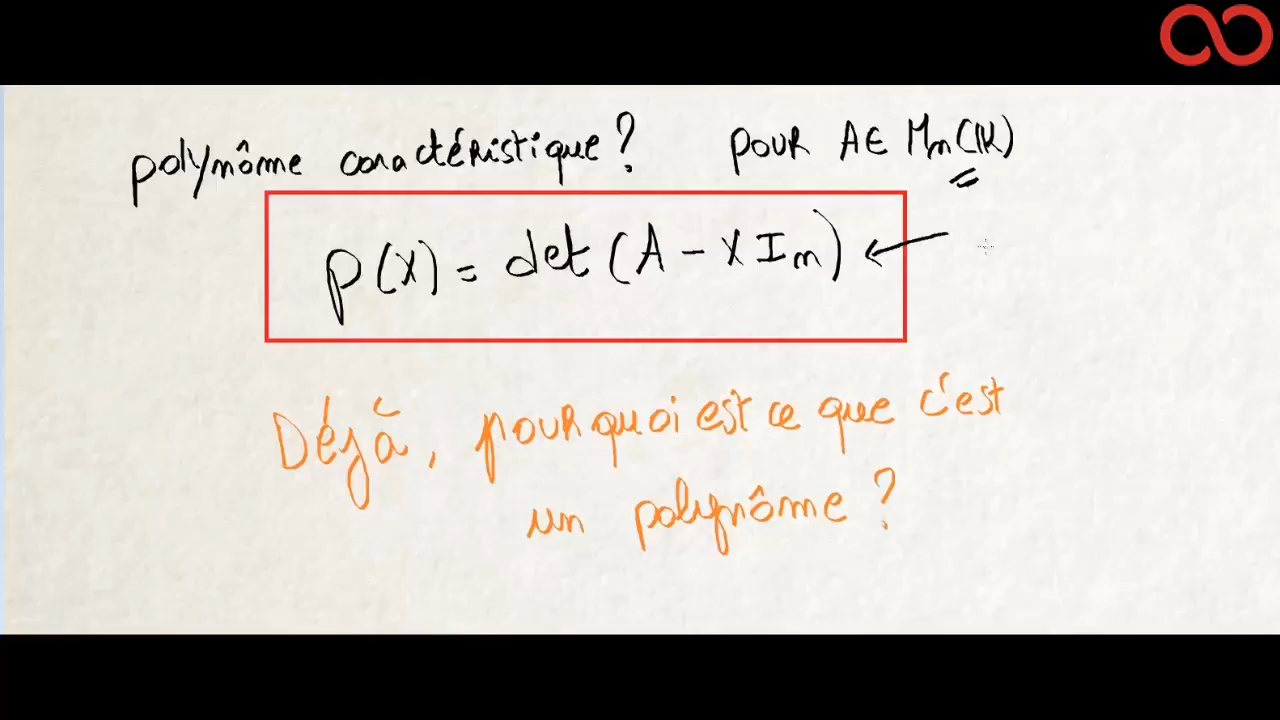 polynôme caractéristique ? pour A ∈ Mn(K)
P(X) = det (A - X In)
Déjà, pourquoi est ce que c'est
un polynôme ?